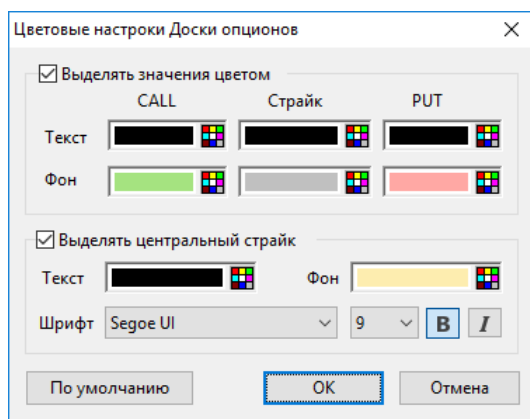 Цветовые настройки Доски опционов
Выделять значения цветом
CALL Страйк PUT
Текст
Фон
Выделять центральный страйк
Текст Фон
Шрифт Segoe UI 9 B I
По умолчанию OK Отмена